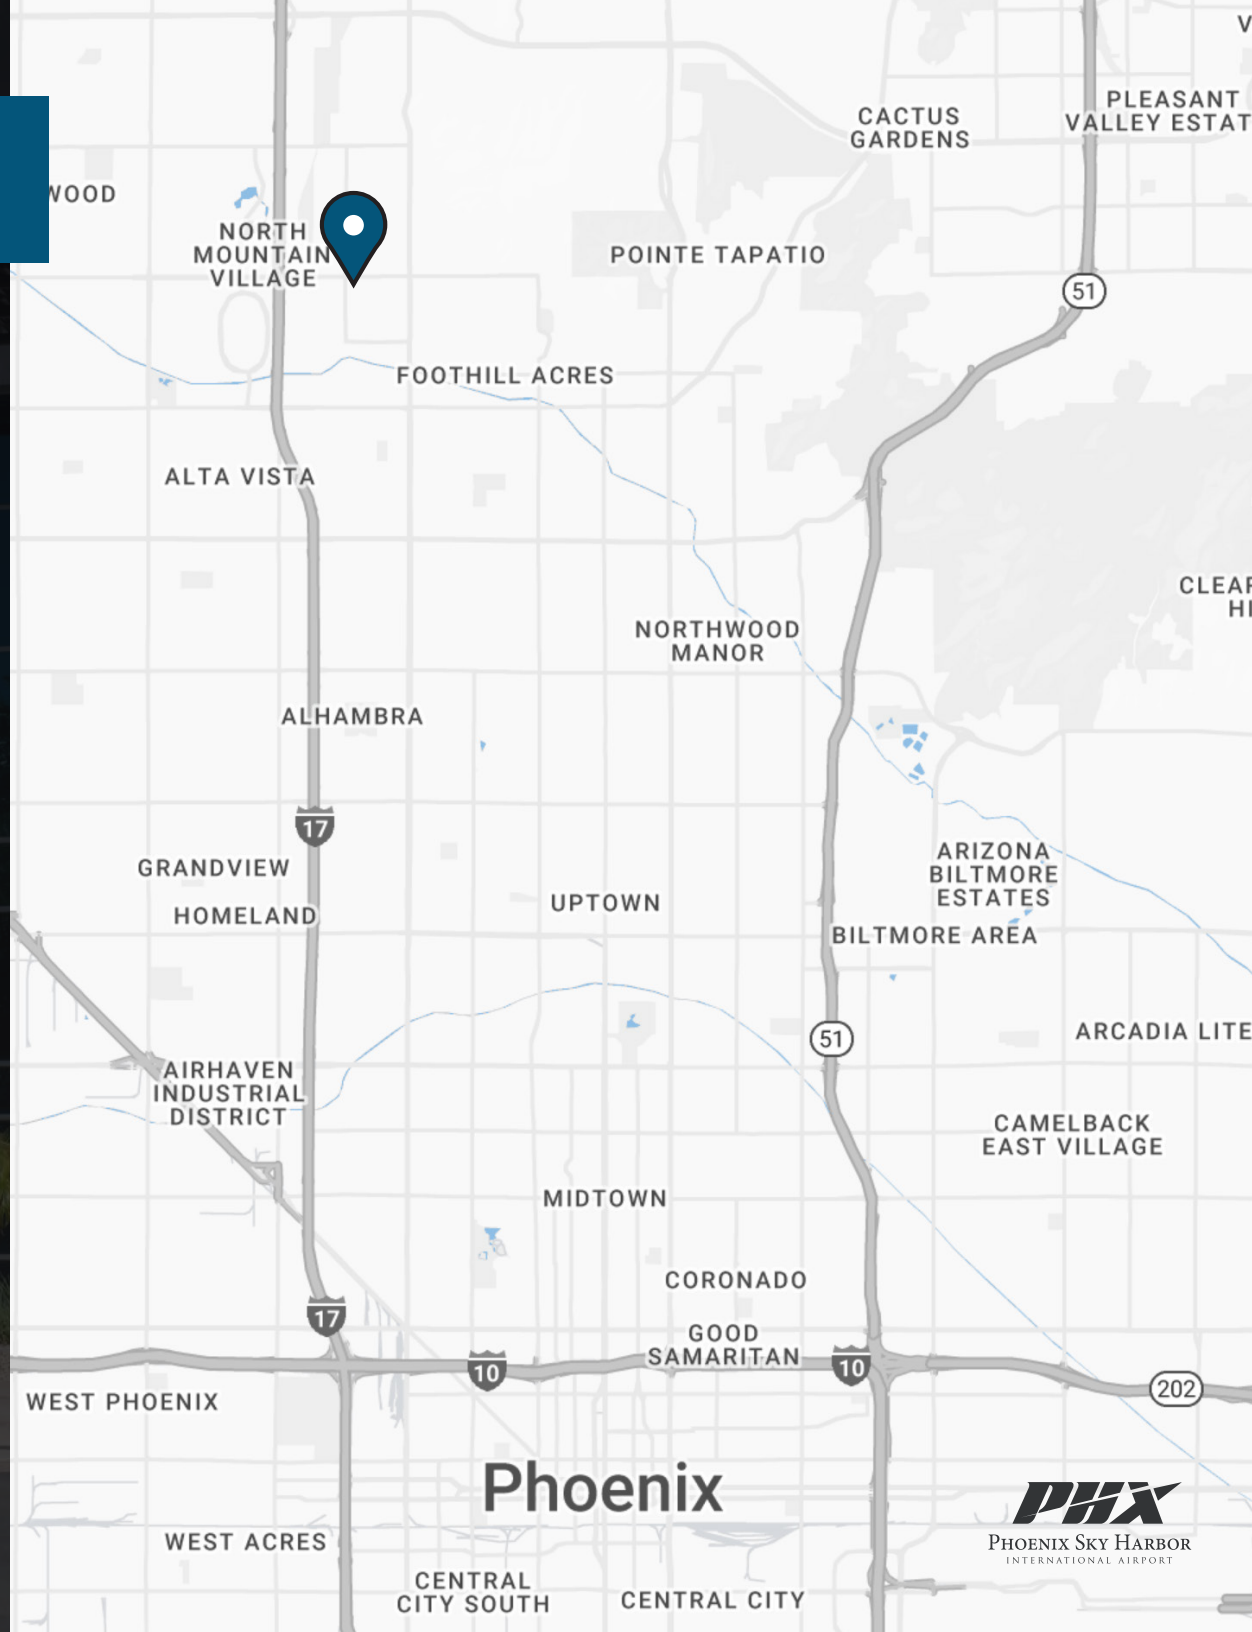 V
PLEASANT
VALLEY ESTAT
CACTUS
GARDENS
WOOD
NORTH
MOUNTAIN
VILLAGE
POINTE TAPATIO
51
FOOTHILL ACRES
ALTA VISTA
CLEAR
HI
NORTHWOOD
MANOR
ALHAMBRA
17
ARIZONA
BILTMORE
ESTATES
GRANDVIEW
UPTOWN
HOMELAND
BILTMORE AREA
51
ARCADIA LITE
AIRHAVEN
INDUSTRIAL
DISTRICT
CAMELBACK
EAST VILLAGE
MIDTOWN
CORONADO
17
GOOD
SAMARITAN
10
10
202
WEST PHOENIX
Phoenix
PHX
PHOENIX SKY HARBOR
INTERNATIONAL AIRPORT
WEST ACRES
CENTRAL
CITY SOUTH
CENTRAL CITY